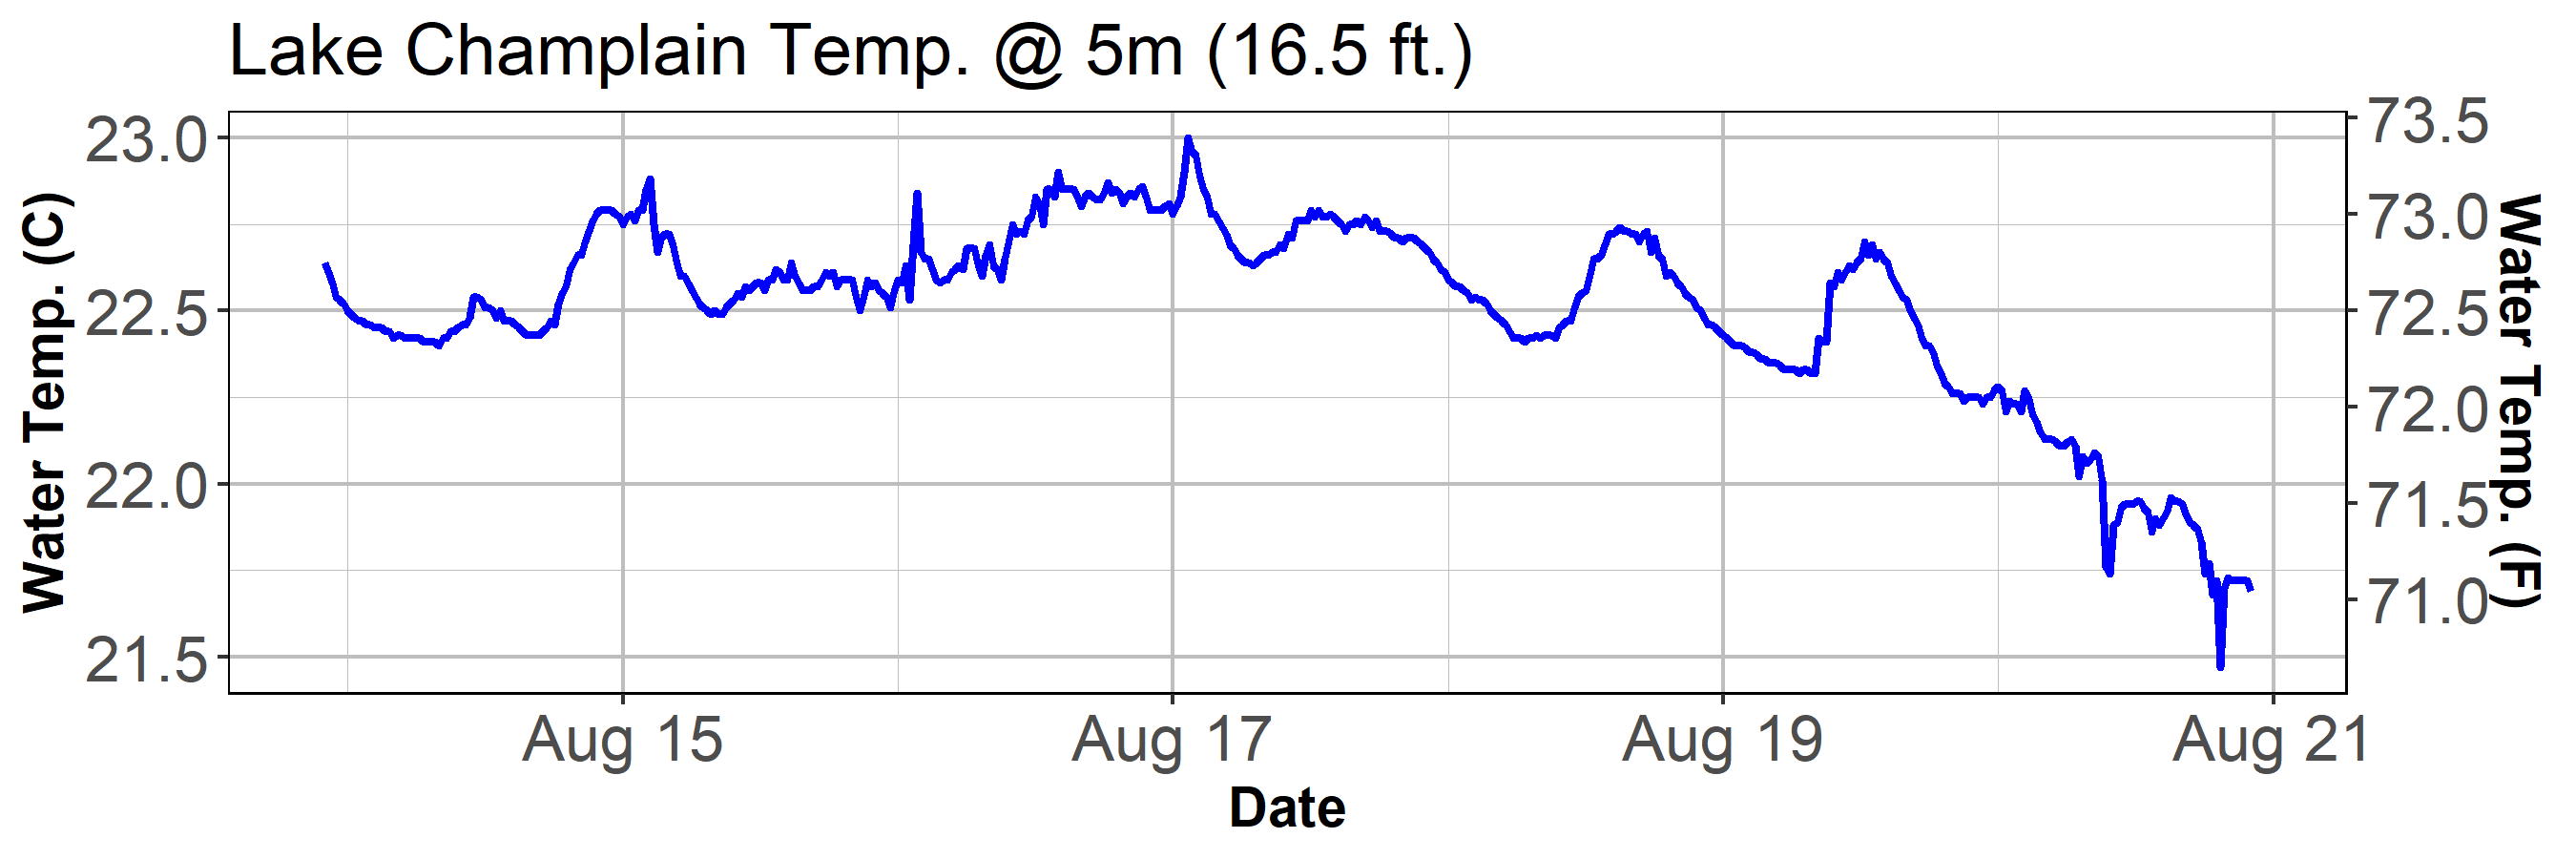 Lake Champlain Temp. @ 5m (16.5 ft.)
Water Temp. (C)
23.0
22.5
22.0
21.5
73.5
73.0
72.5
72.0
71.5
71.0
Water Temp. (F)
Aug 15
Aug 17
Aug 19
Aug 21
Date